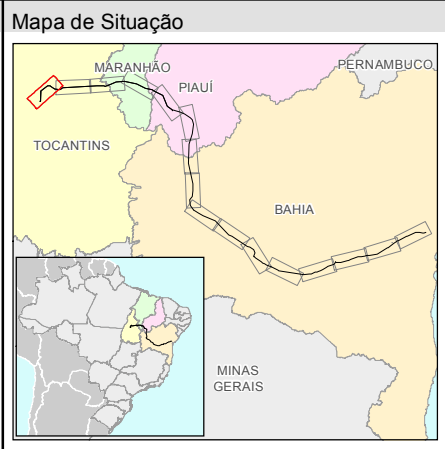 Mapa de Situação
MARANHÃO
PERNAMBUCO
PIAUÍ
TOCANTINS
BAHIA
MINAS
GERAIS